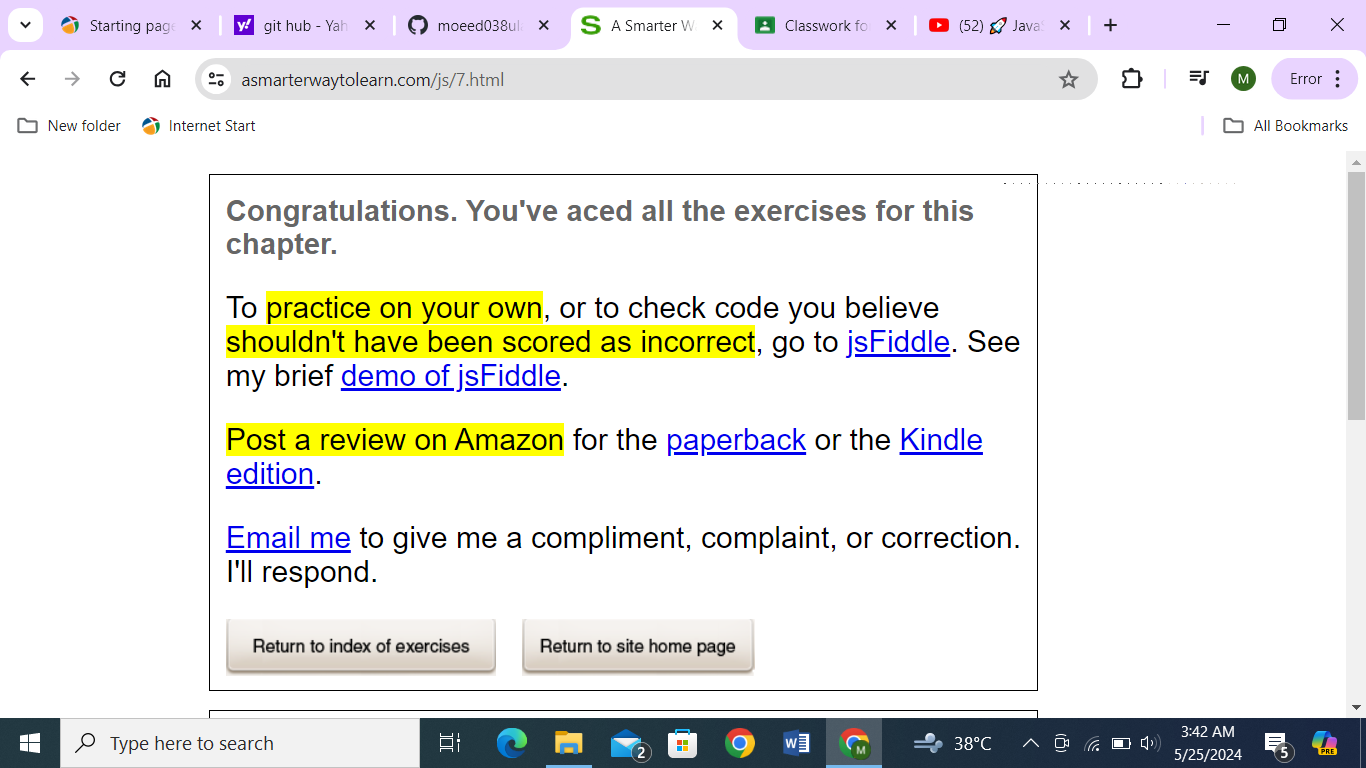 Starting page
git hub - Yah
moeed038ula
A Smarter W
Classwork fo
(52) 🚀 JavaS
asmarterwaytolearn.com/js/7.html
M
Error
New folder
Internet Start
All Bookmarks
Congratulations. You've aced all the exercises for this
chapter.
To practice on your own, or to check code you believe
shouldn't have been scored as incorrect, go to jsFiddle. See
my brief demo of jsFiddle.
Post a review on Amazon for the paperback or the Kindle
edition.
Email me to give me a compliment, complaint, or correction.
I'll respond.
Return to index of exercises
Return to site home page
Type here to search
2
M
38°C
3:42 AM
5/25/2024
5
PRE